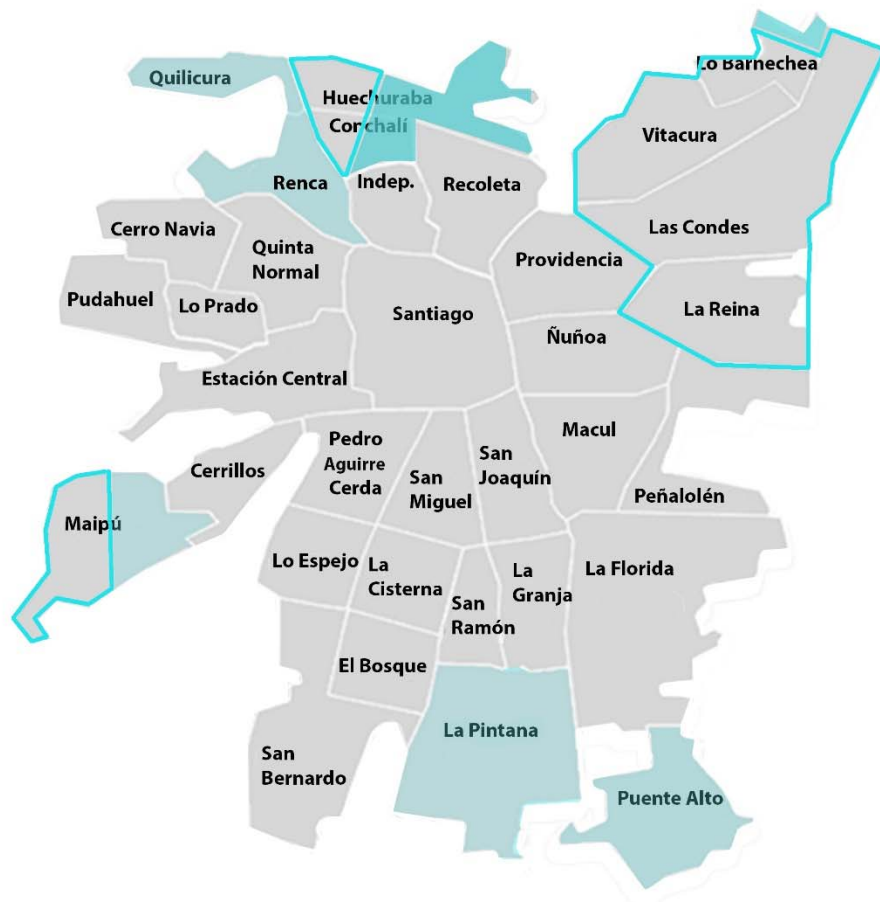 Quilicura
Huechuraba
Conchalí
Lo Barnechea
Vitacura
Renca
Indep.
Recoleta
Cerro Navia
Quinta
Normal
Las Condes
Providencia
Pudahuel
Lo Prado
Santiago
La Reina
Ñuñoa
Estación Central
Pedro
Aguirre
Cerda
San
Miguel
San
Joaquín
Macul
Cerrillos
Peñalolén
Maipú
Lo Espejo
La
Cisterna
San
Ramón
La
Granja
La Florida
El Bosque
San
Bernardo
La Pintana
Puente Alto